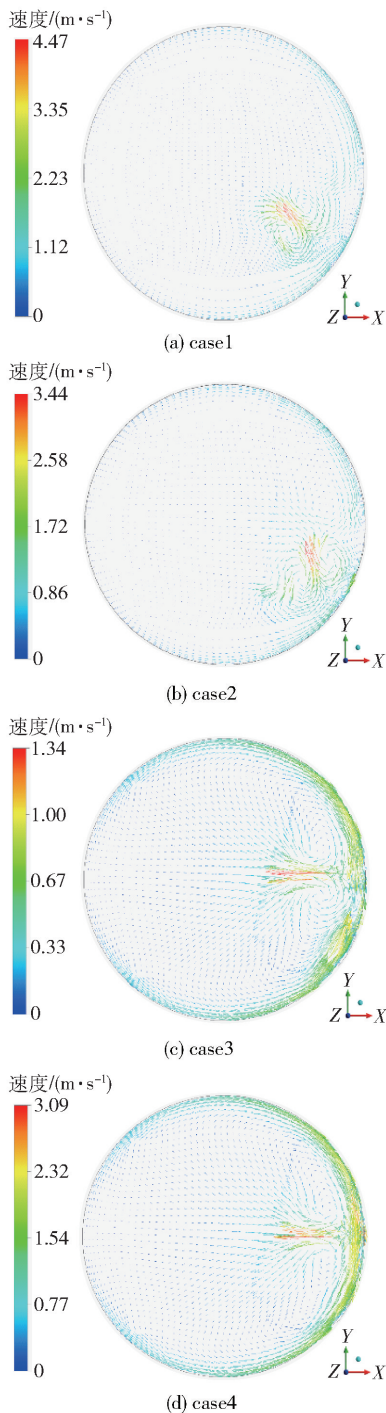 速度/(m·s⁻¹)
4.47
3.35
2.23
1.12
0
Y
Z X
(a) case1
速度/(m·s⁻¹)
3.44
2.58
1.72
0.86
0
Y
Z X
(b) case2
速度/(m·s⁻¹)
1.34
1.00
0.67
0.33
0
Y
Z X
(c) case3
速度/(m·s⁻¹)
3.09
2.32
1.54
0.77
0
Y
Z X
(d) case4